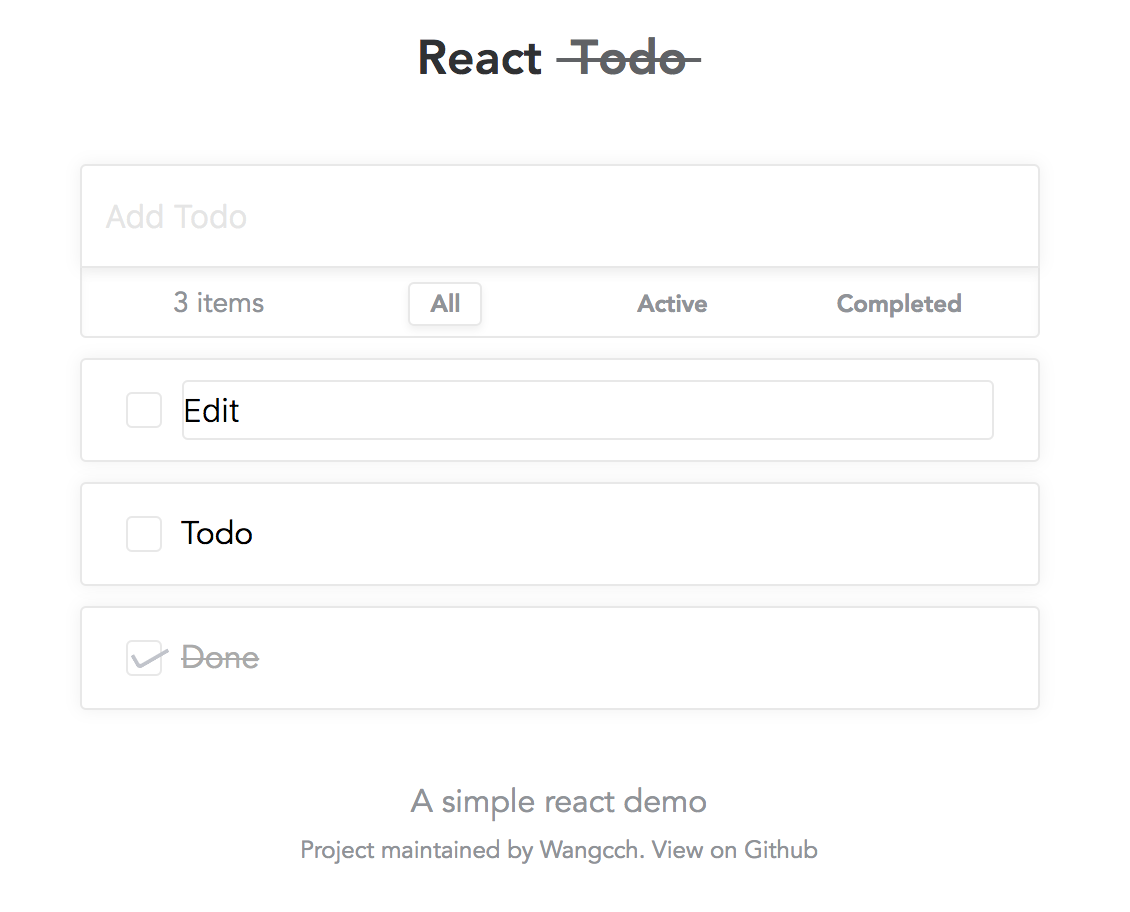 React Todo
Add Todo
3 items All Active Completed
Edit
Todo
Done
A simple react demo
Project maintained by Wangcch. View on Github